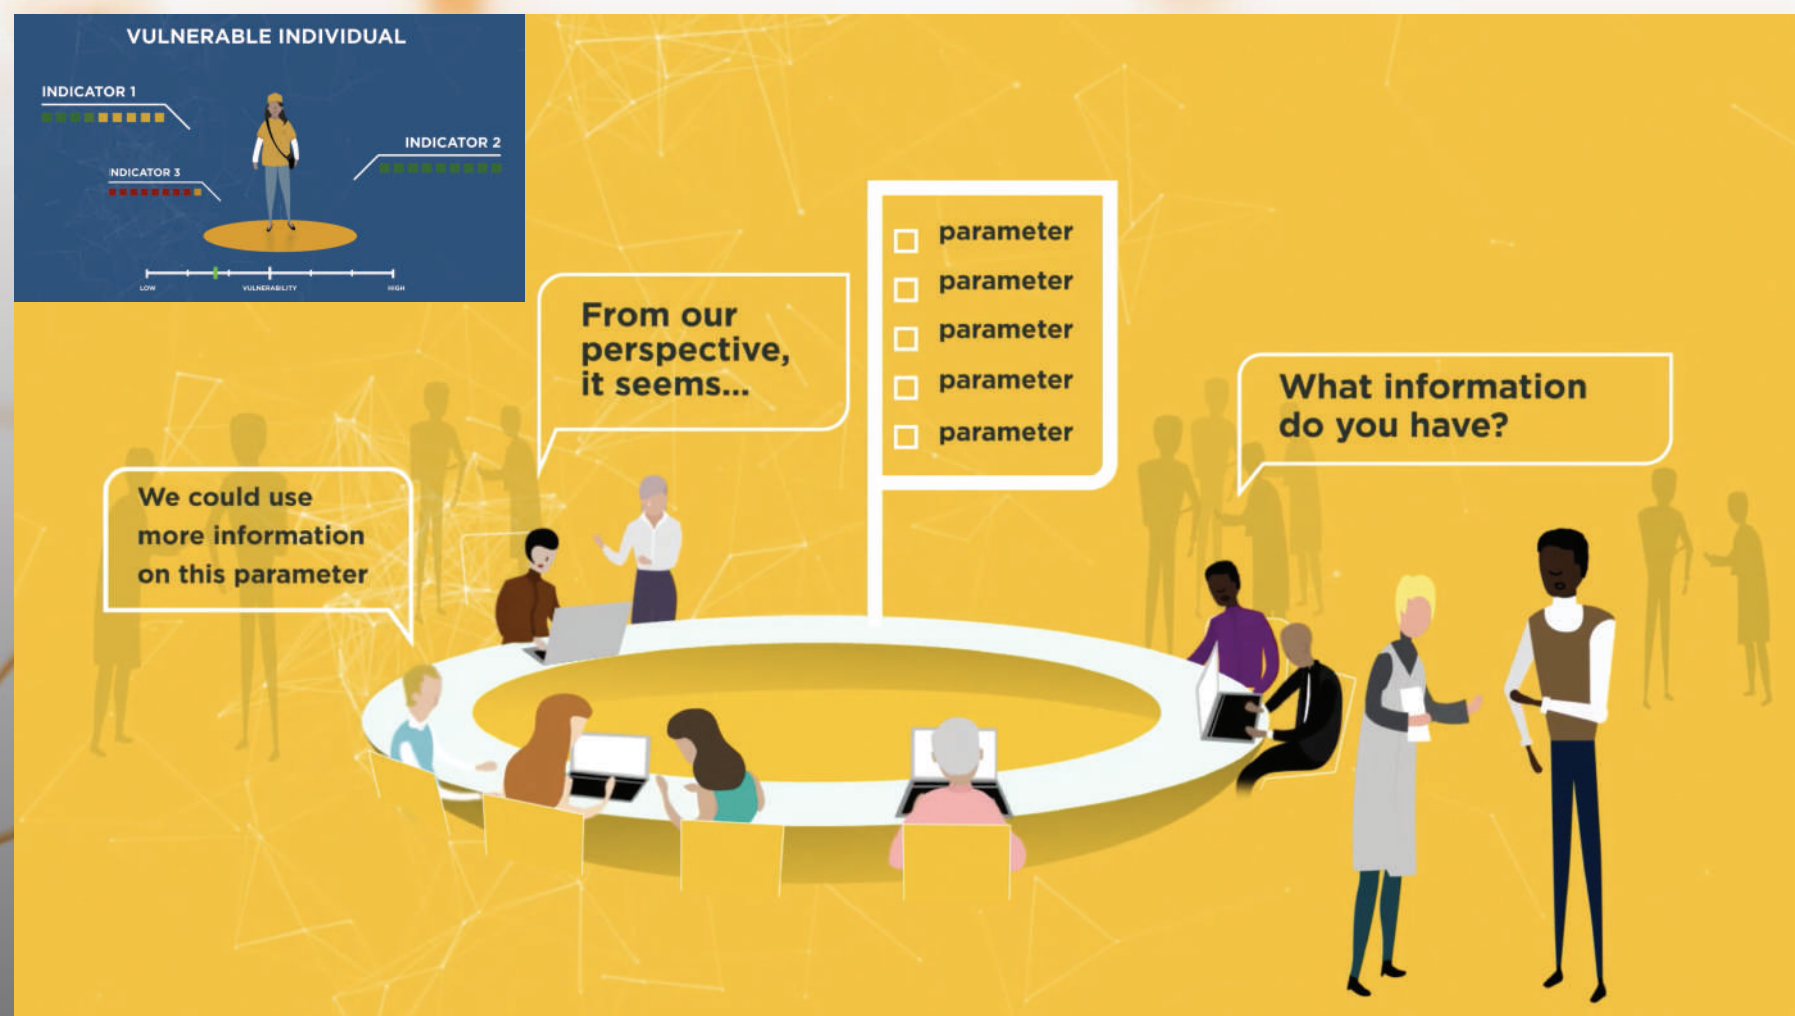 VULNERABLE INDIVIDUAL
INDICATOR 1
INDICATOR 2
NDICATOR 3
LOW
VULNERABILITY
HIGH
From our
perspective,
it seems...
parameter
parameter
parameter
parameter
parameter
What information
do you have?
We could use
more information
on this parameter